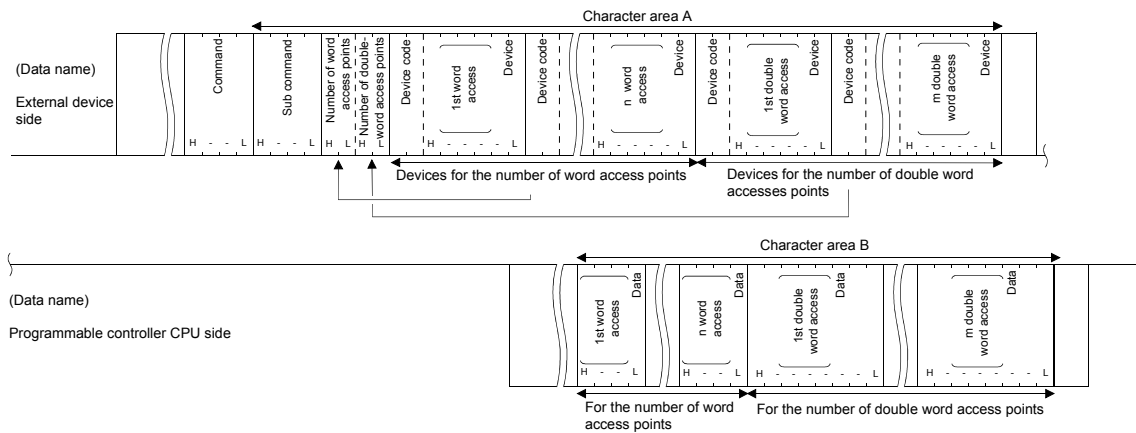 Character area A
(Data name)
External device
side
Command
Sub command
Number of word
access points
Number of double-
word access points
Device code
1st word
access
Device
Device code
n word
access
Device
Device code
1st double
word access
Device
Device code
m double
word access
Device
H - - L
H - - L
H L
H L
H - - - - L
H - - - - L
H - - - - L
H - - - - L
Devices for the number of word access points
Devices for the number of double word
accesses points
Character area B
(Data name)
Programmable controller CPU side
1st word
access
Data
n word
access
Data
1st double
word access
Data
m double
word access
Data
H - - L
H - - L
H - - - - - - L
H - - - - - - L
For the number of word
access points
For the number of double word access points